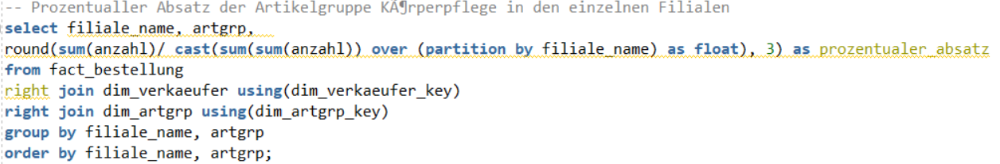 -- Prozentualler Absatz der Artikelgruppe KÃ¶rperpflege in den einzelnen Filialen
select filiale_name, artgrp,
round(sum(anzahl)/ cast(sum(sum(anzahl)) over (partition by filiale_name) as float), 3) as prozentualer_absatz
from fact_bestellung
right join dim_verkaeufer using(dim_verkaeufer_key)
right join dim_artgrp using(dim_artgrp_key)
group by filiale_name, artgrp
order by filiale_name, artgrp;